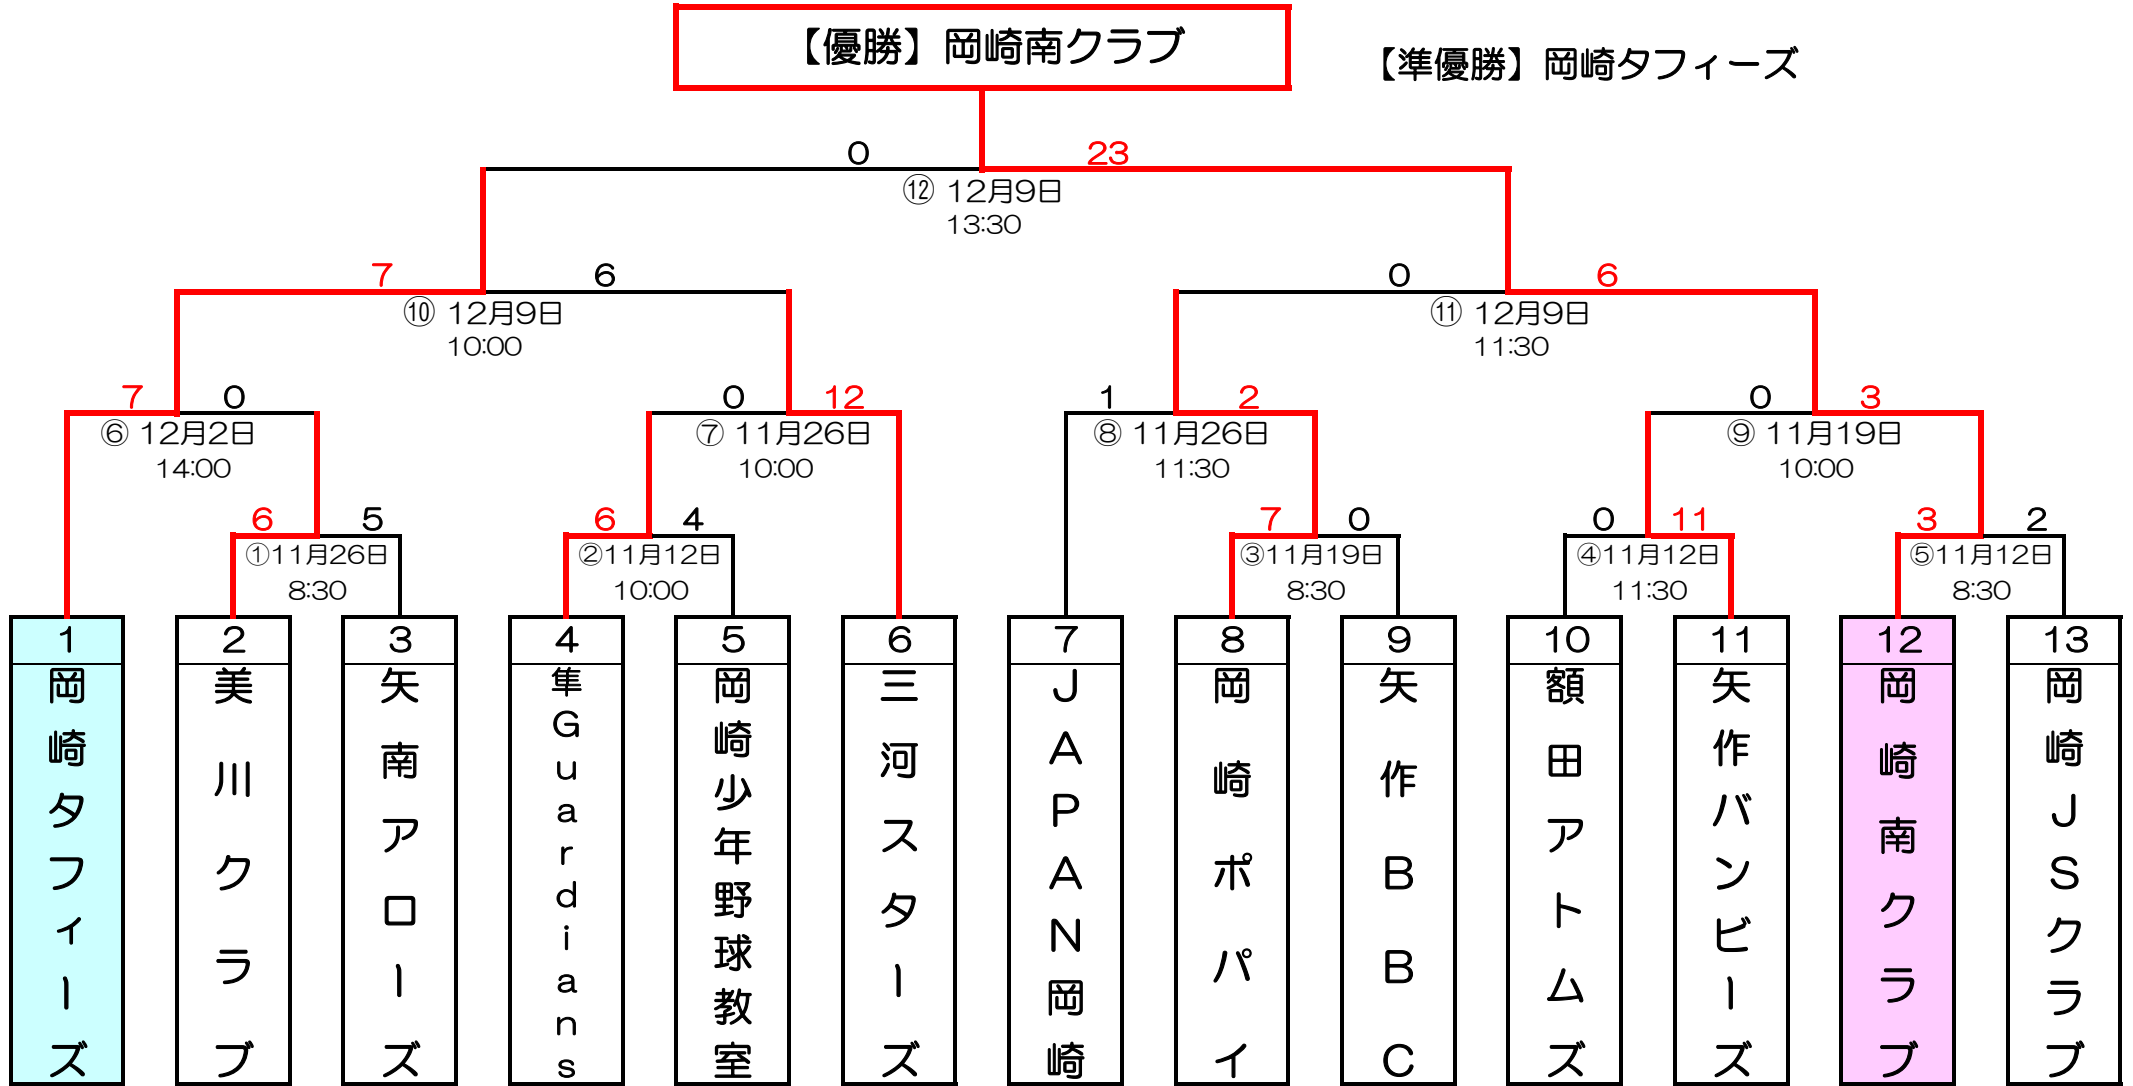 【優勝】岡崎南クラブ
【準優勝】岡崎タフィーズ
0 23
⑫ 12月9日
13:30
7 6 0 6
⑩ 12月9日
10:00
⑪ 12月9日
11:30
7 0 0 12 1 2 0 3
⑥ 12月2日
14:00
⑦ 11月26日
10:00
⑧ 11月26日
11:30
⑨ 11月19日
10:00
6 5 6 4 7 0 0 11 3 2
①11月26日
8:30
②11月12日
10:00
③11月19日
8:30
④11月12日
11:30
⑤11月12日
8:30
1
岡崎タフィーズ
2
美川クラブ
3
矢南アローズ
4
隼Guardians
5
岡崎少年野球教室
6
三河スターズ
7
JAPAN岡崎
8
岡崎ポパイ
9
矢作BBC
10
額田アトムズ
11
矢作バンビーズ
12
岡崎南クラブ
13
岡崎JSクラブ